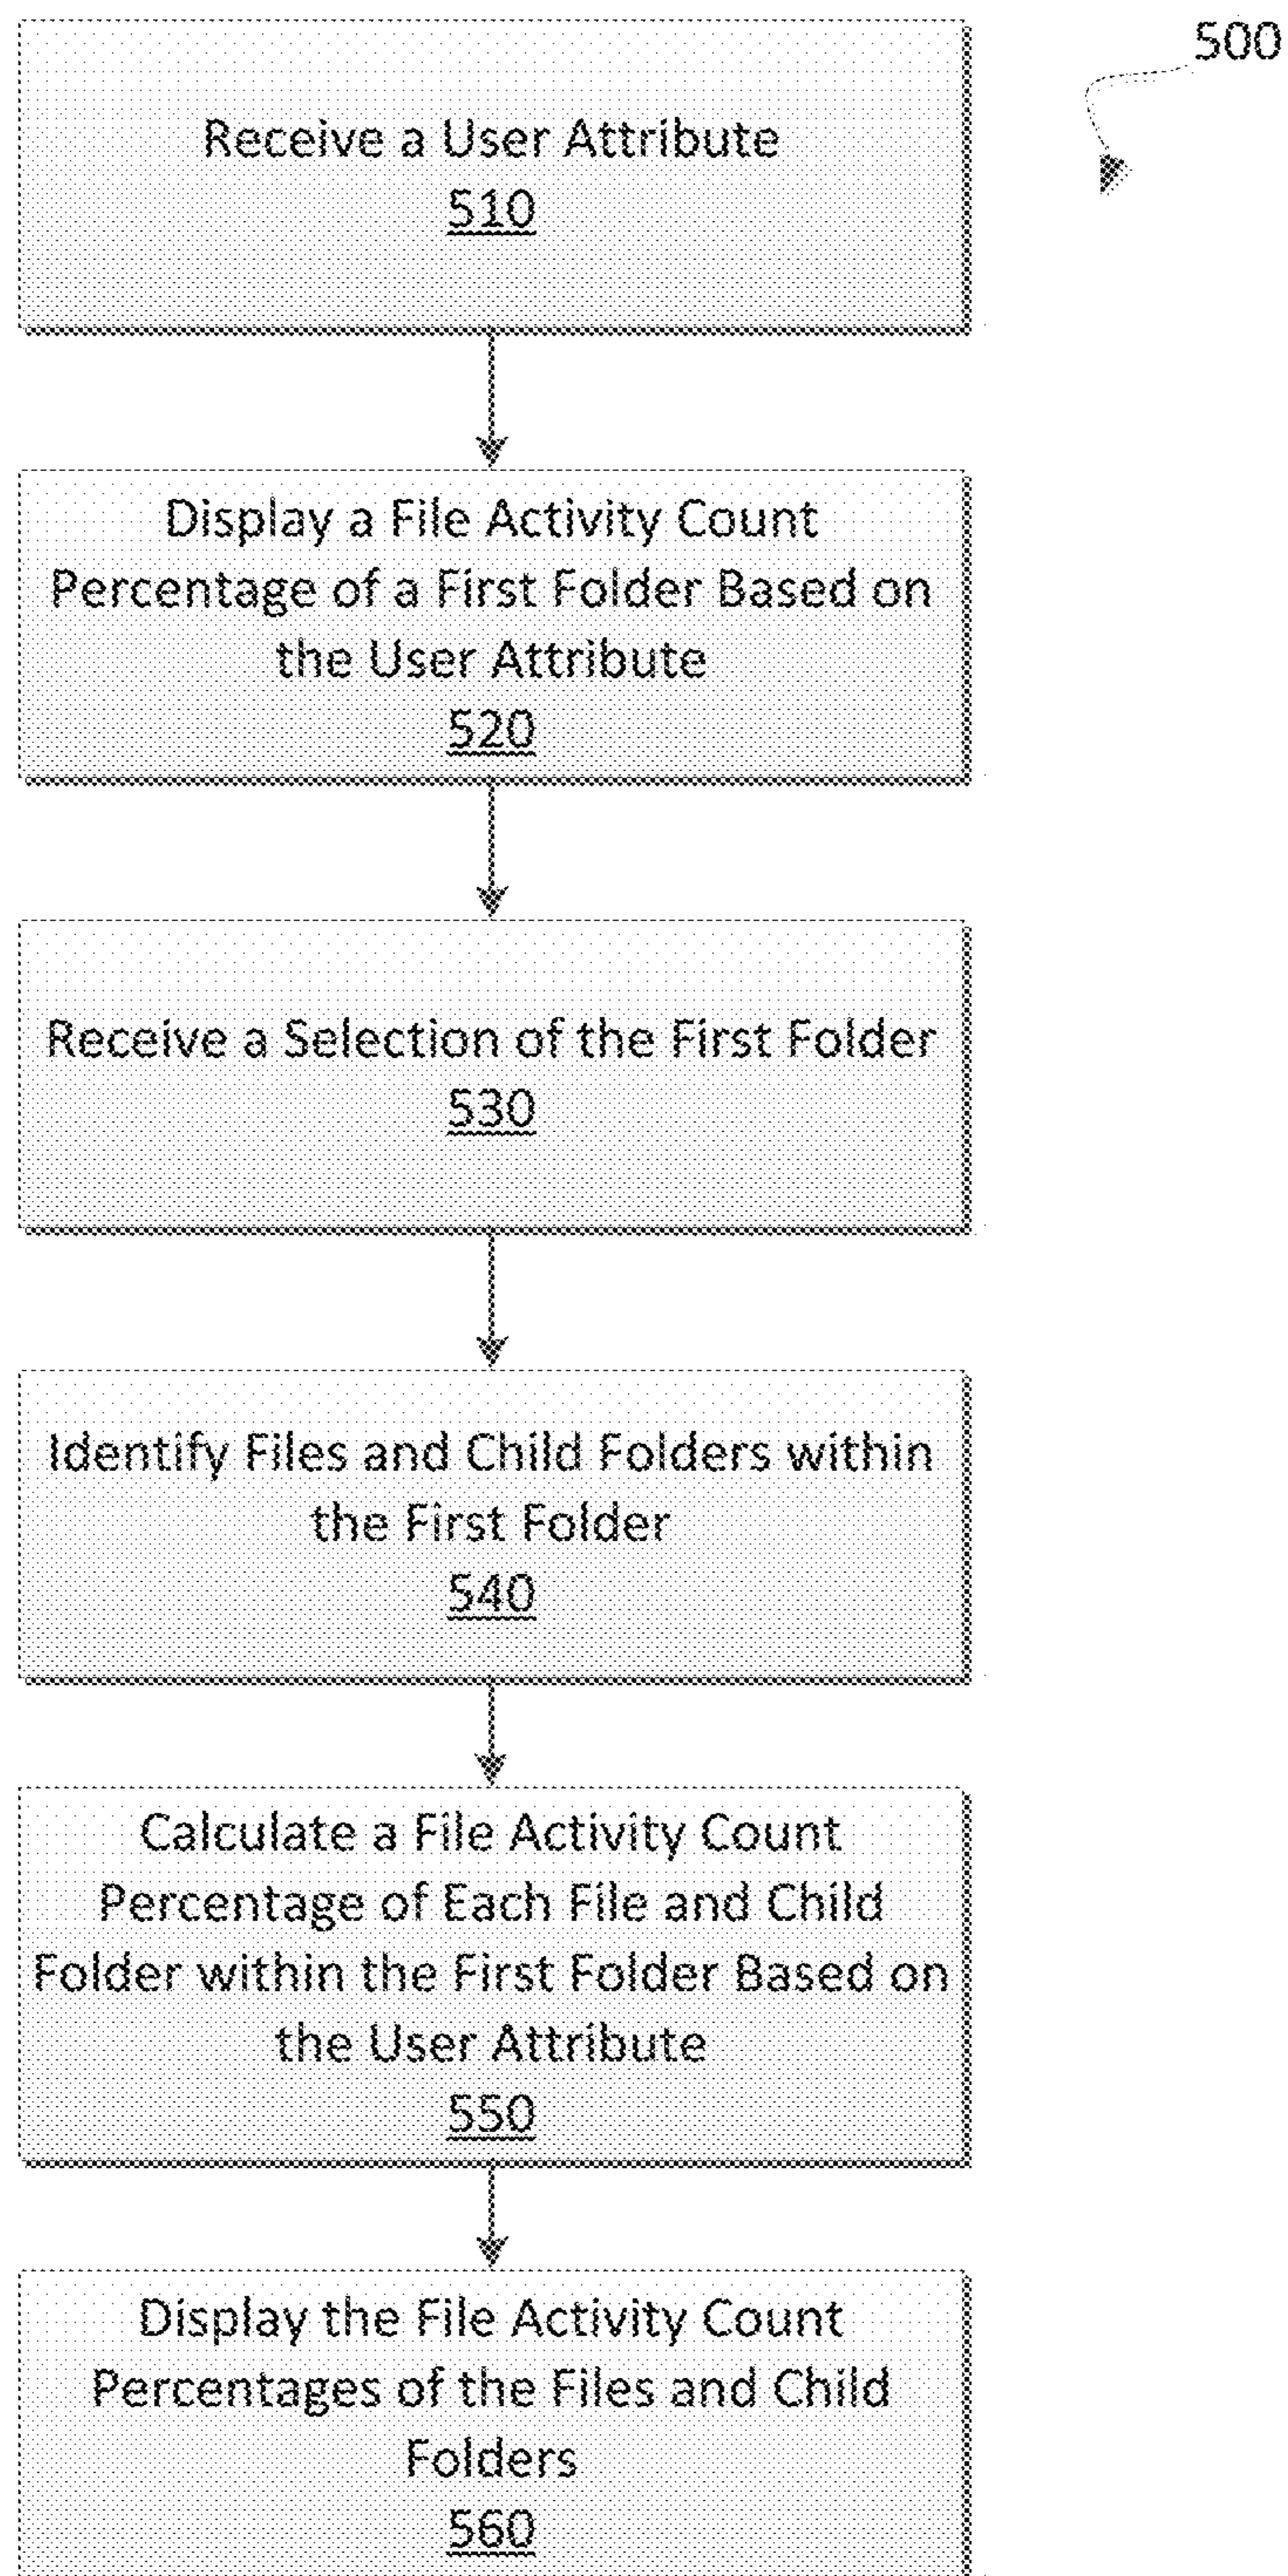 500
Receive a User Attribute
510
Display a File Activity Count
Percentage of a First Folder Based on
the User Attribute
520
Receive a Selection of the First Folder
530
Identify Files and Child Folders within
the First Folder
540
Calculate a File Activity Count
Percentage of Each File and Child
Folder within the First Folder Based on
the User Attribute
550
Display the File Activity Count
Percentages of the Files and Child
Folders
560